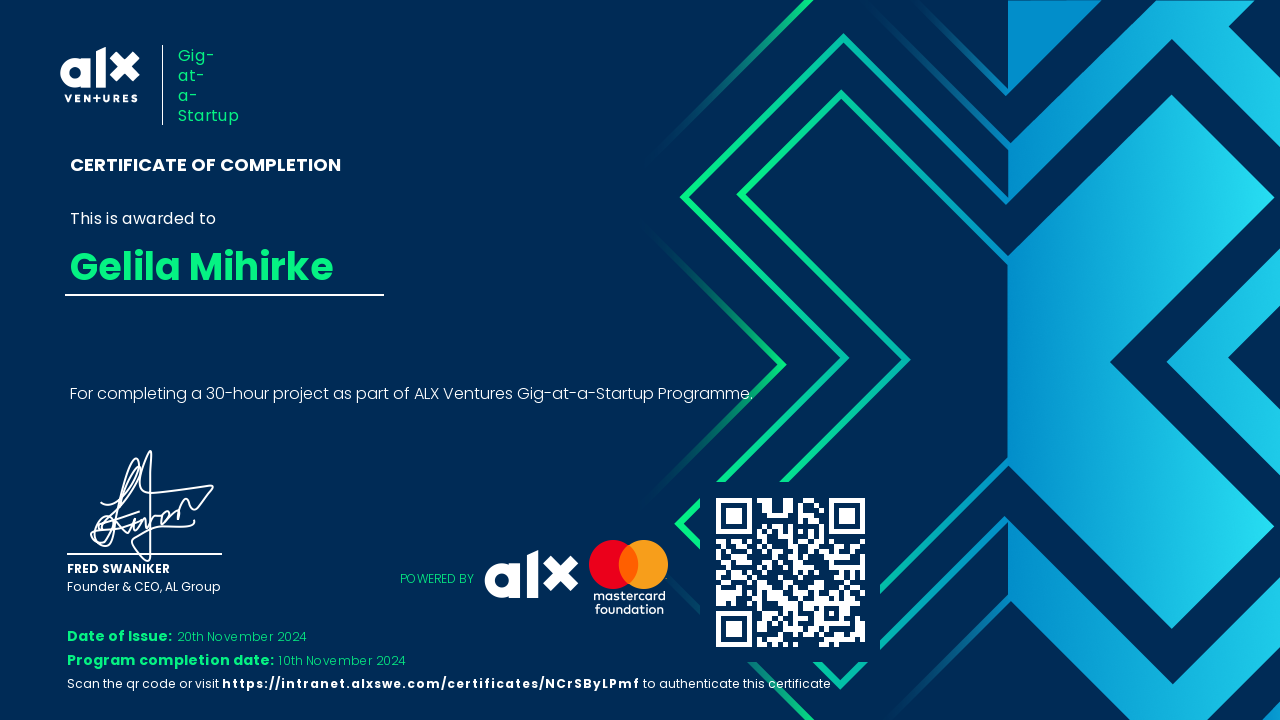 alx
VENTURES
Gig-
at-
a-
Startup
CERTIFICATE OF COMPLETION
This is awarded to
Gelila Mihirke
For completing a 30-hour project as part of ALX Ventures Gig-at-a-Startup Programme.
FRED SWANIKER
Founder & CEO, AL Group
POWERED BY
alx
mastercard
foundation
Date of Issue: 20th November 2024
Program completion date: 10th November 2024
Scan the qr code or visit https://intranet.alxswe.com/certificates/NCrSByLPmf to authenticate this certificate